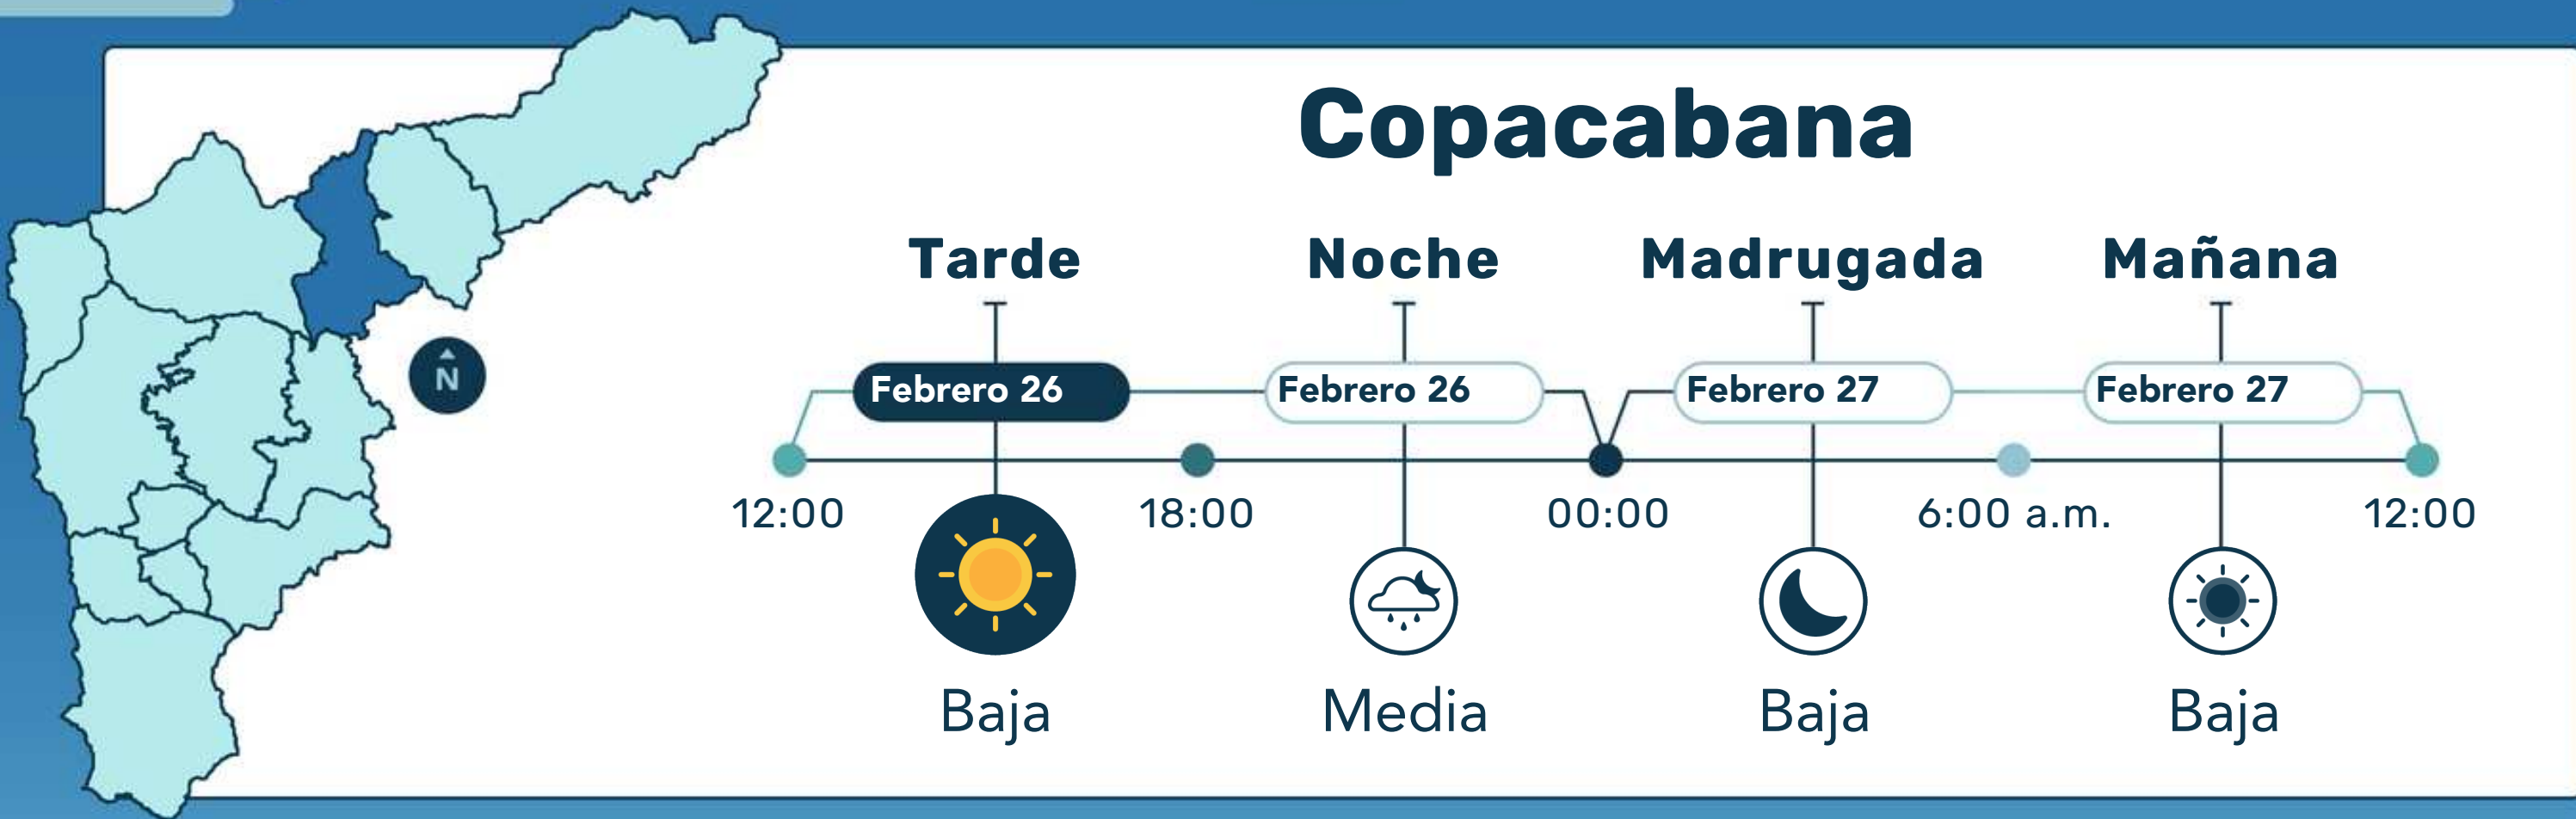 Copacabana
Tarde Noche Madrugada Mañana
Febrero 26 Febrero 26 Febrero 27 Febrero 27
12:00 18:00 00:00 6:00 a.m. 12:00
N
Baja Media Baja Baja